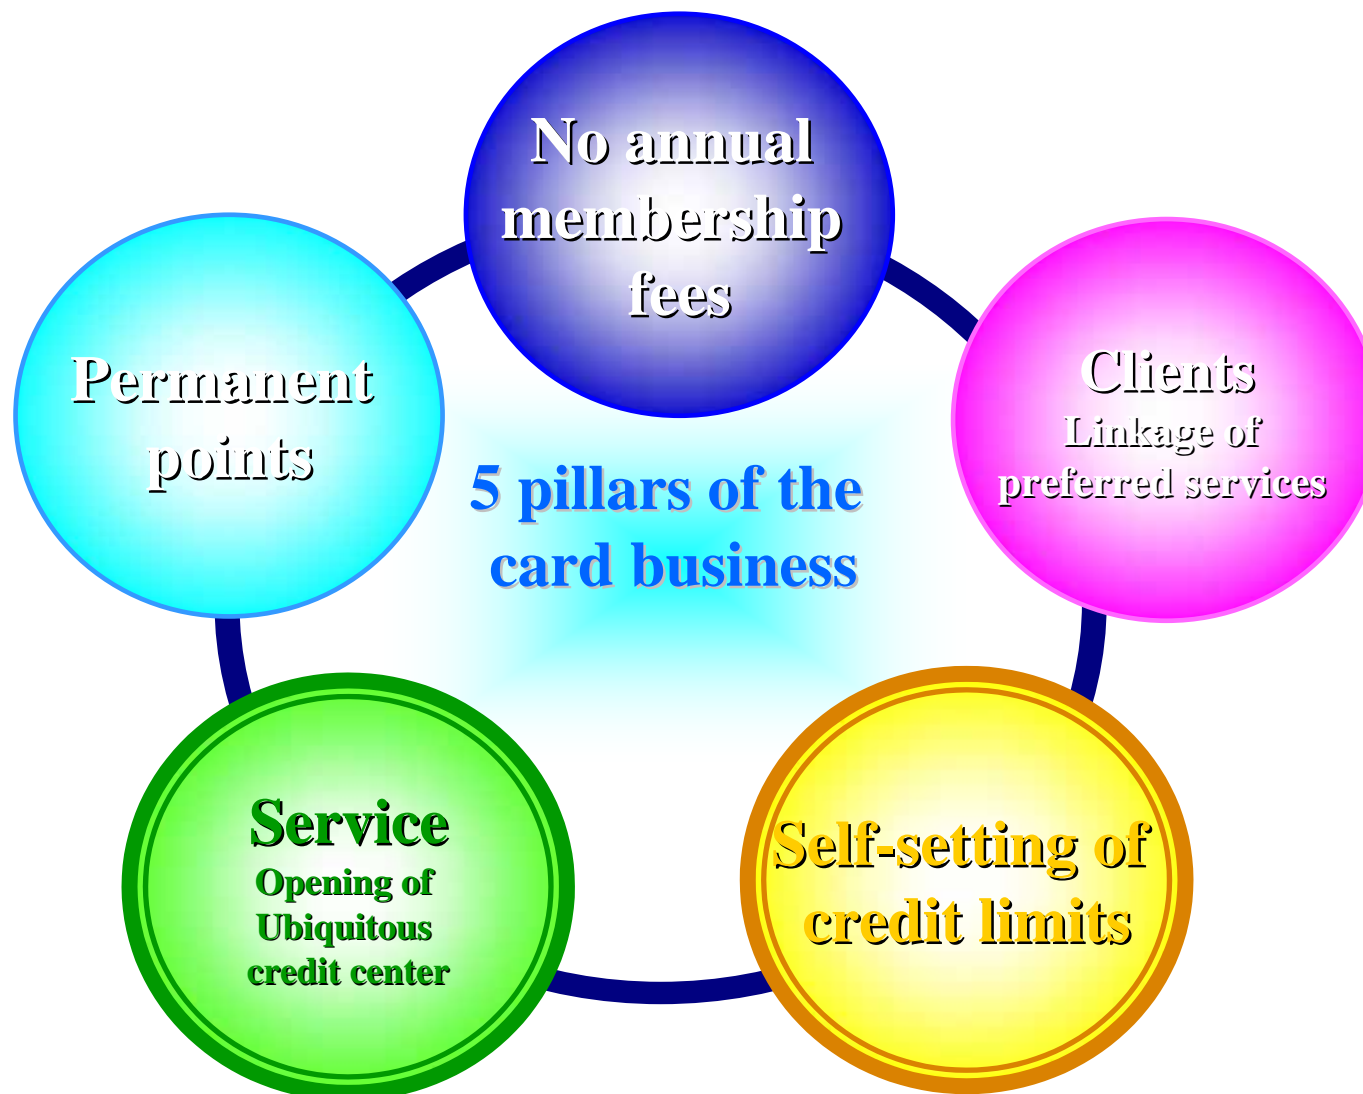 No annual
membership
fees
Permanent
points
Clients
Linkage of
preferred services
5 pillars of the
card business
Service
Opening of
Ubiquitous
credit center
Self-setting of
credit limits